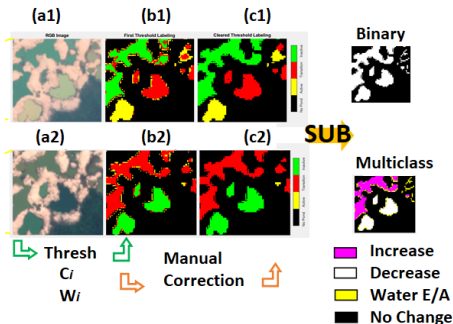 (a1) (b1) (c1)
RGB Image First Threshold Labeling Cleared Threshold Labeling
Binary
(a2) (b2) (c2)
SUB
Multiclass
Thresh
Ci
Wi
Manual
Correction
Increase
Decrease
Water E/A
No Change